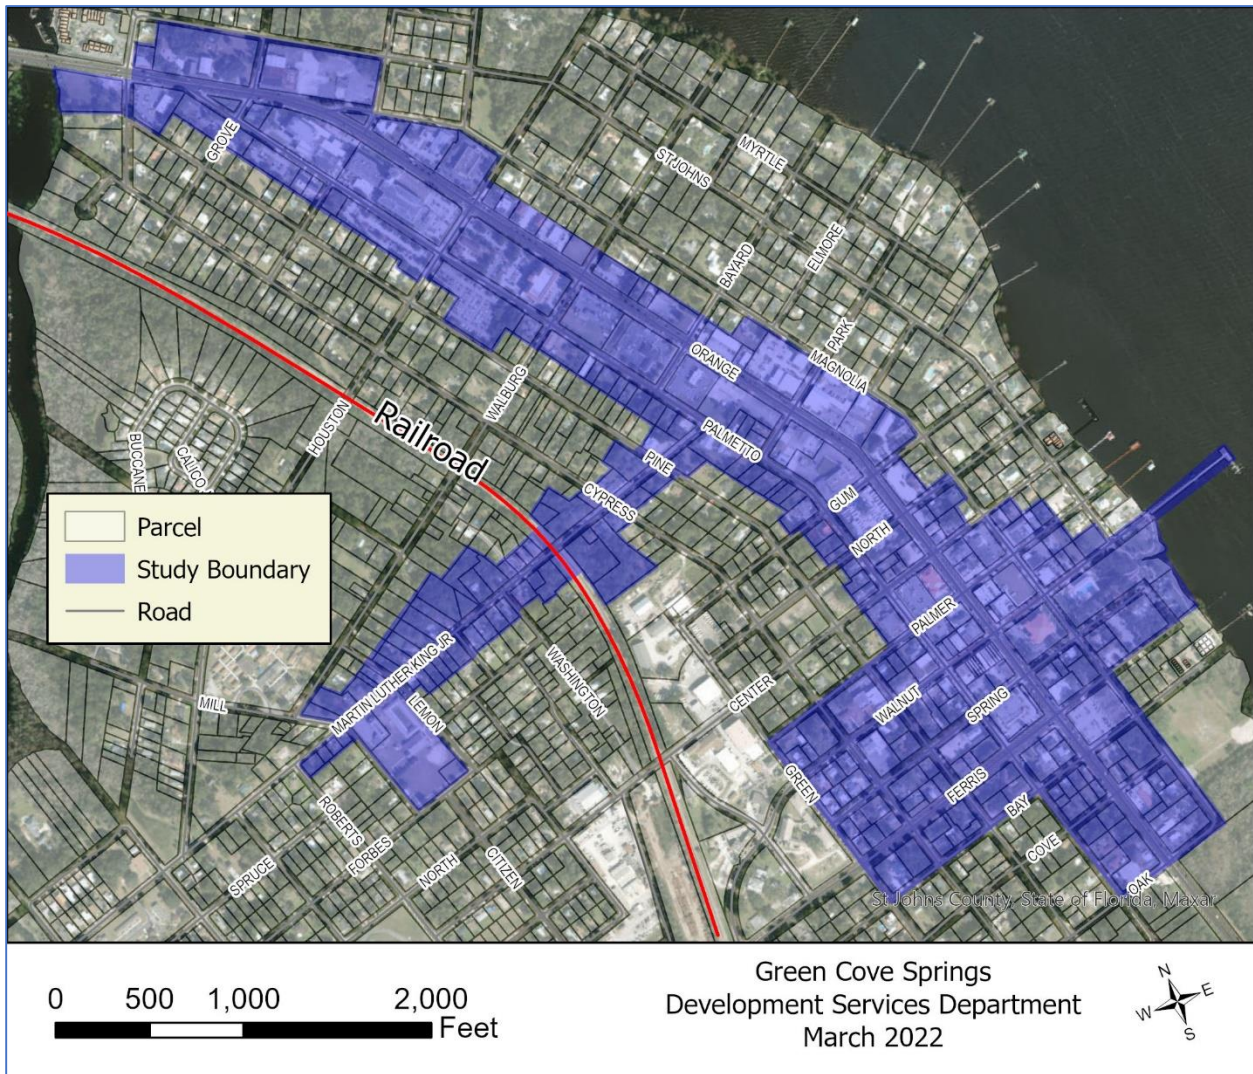 MYRTLE
GROVE
ST JOHNS
ELMORE
BAYARD
PARK
MAGNOLIA
ORANGE
WALBURG
HOUSTON
Railroad
PALMETTO
PINE
BUCCANE
CALICO
CYPRESS
GUM
NORTH
Parcel
Study Boundary
Road
PALMER
MARTIN LUTHER KING JR
WASHINGTON
CENTER
WALNUT
SPRING
MILL
LEMON
GREEN
FERRIS
BAY
ROBERTS
FORBES
COVE
SPRUCE
NORTH
CITIZEN
OAK
St Johns County, State of Florida, Maxar
0 500 1,000 2,000
Feet
Green Cove Springs
Development Services Department
March 2022
N
E
W
S